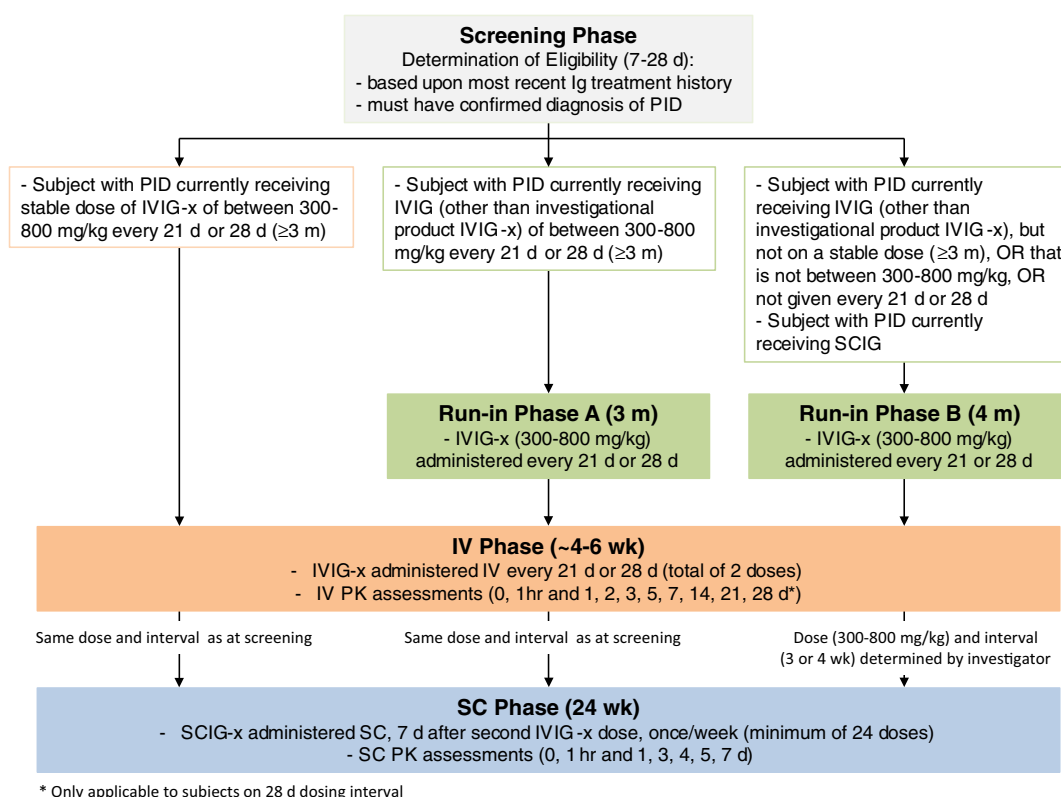 Screening Phase
Determination of Eligibility (7-28 d):
- based upon most recent Ig treatment history
- must have confirmed diagnosis of PID
- Subject with PID currently receiving
stable dose of IVIG-x of between 300-
800 mg/kg every 21 d or 28 d (≥3 m)
- Subject with PID currently receiving
IVIG (other than investigational
product IVIG-x) of between 300-800
mg/kg every 21 d or 28 d (≥3 m)
- Subject with PID currently
receiving IVIG (other than
investigational product IVIG-x), but
not on a stable dose (≥3 m), OR that
is not between 300-800 mg/kg, OR
not given every 21 d or 28 d
- Subject with PID currently
receiving SCIG
Run-in Phase A (3 m)
- IVIG-x (300-800 mg/kg)
administered every 21 d or 28 d
Run-in Phase B (4 m)
- IVIG-x (300-800 mg/kg)
administered every 21 or 28 d
IV Phase (~4-6 wk)
- IVIG-x administered IV every 21 d or 28 d (total of 2 doses)
- IV PK assessments (0, 1hr and 1, 2, 3, 5, 7, 14, 21, 28 d*)
Same dose and interval as at screening
Same dose and interval as at screening
Dose (300-800 mg/kg) and interval
(3 or 4 wk) determined by investigator
SC Phase (24 wk)
- SCIG-x administered SC, 7 d after second IVIG-x dose, once/week (minimum of 24 doses)
- SC PK assessments (0, 1 hr and 1, 3, 4, 5, 7 d)
* Only applicable to subjects on 28 d dosing interval